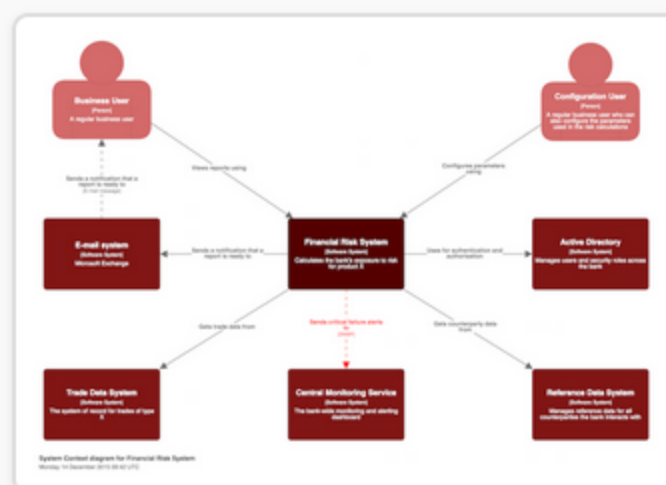 Business User
[Person]
A regular business user
Configuration User
[Person]
A regular business user who can
also configure the parameters
used in the risk calculations
Views reports using
Configures parameters
using
Sends a notification that a
report is ready to
[E-mail message]
E-mail system
[Software System]
Microsoft Exchange
Sends a notification that a
report is ready to
Financial Risk System
[Software System]
Calculates the bank's exposure to risk
for product X
Uses for authentication and
authorisation
Active Directory
[Software System]
Manages users and security roles across
the bank
Gets trade data from
Sends critical failure alerts
to
Gets counterparty data
from
Trade Data System
[Software System]
The system of record for trades of type
X
Central Monitoring Service
[Software System]
The bank-wide monitoring and alerting
dashboard
Reference Data System
[Software System]
Manages reference data for all
counterparties the bank interacts with
System Context diagram for Financial Risk System
Monday 14 December 2015